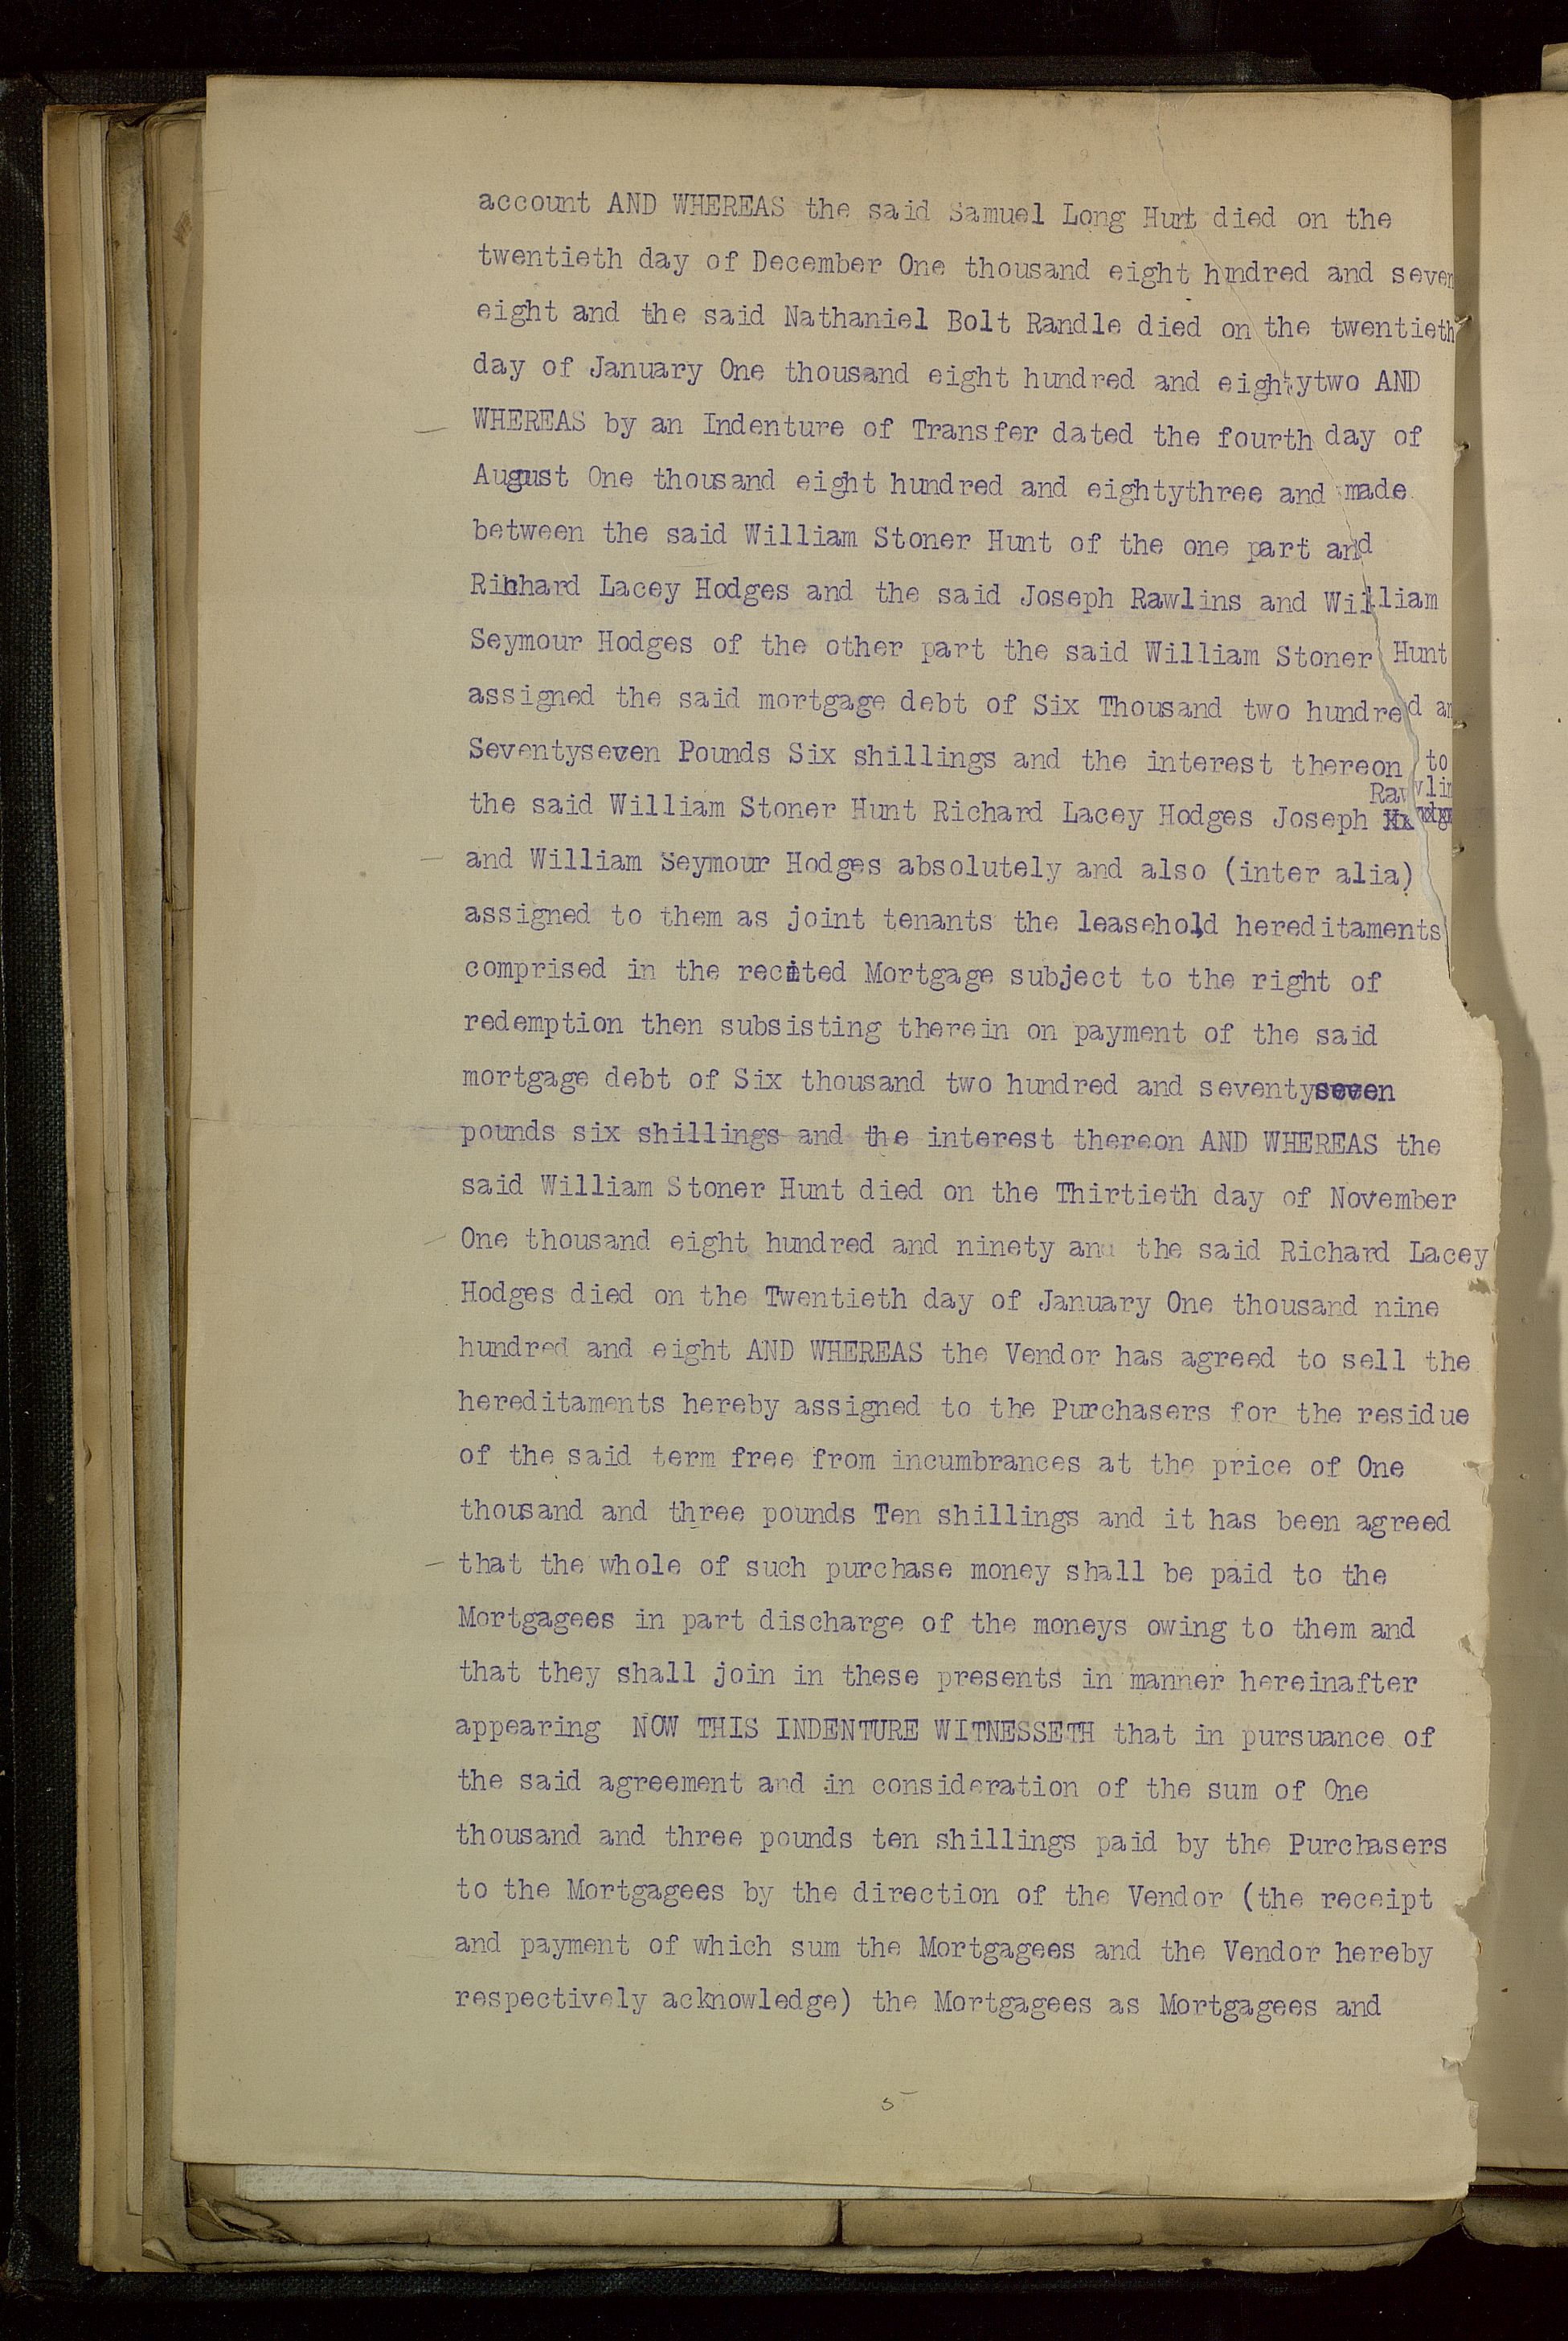 account AND WHEREAS the said Samuel Long Hunt died on the
twentieth day of December One thousand eight hundred and seven
eight and the said Nathaniel Bolt Randle died on the twentieth
day of January One thousand eight hundred and eightytwo AND
WHEREAS by an Indenture of Transfer dated the fourth day of
August One thousand eight hundred and eightythree and made
between the said William Stoner Hunt of the one part and
Richard Lacey Hodges and the said Joseph Rawlins and William
Seymour Hodges of the other part the said William Stoner Hunt
assigned the said mortgage debt of Six Thousand two hundred an
Seventyseven Pounds Six shillings and the interest thereon to
Rawlin
the said William Stoner Hunt Richard Lacey Hodges Joseph
and William Seymour Hodges absolutely and also (inter alia)
assigned to them as joint tenants the leasehold hereditaments
comprised in the recited Mortgage subject to the right of
redemption then subsisting therein on payment of the said
mortgage debt of Six thousand two hundred and seventyseven
pounds six shillings and the interest thereon AND WHEREAS the
said William Stoner Hunt died on the Thirtieth day of November
One thousand eight hundred and ninety and the said Richard Lacey
Hodges died on the Twentieth day of January One thousand nine
hundred and eight AND WHEREAS the Vendor has agreed to sell the
hereditaments hereby assigned to the Purchasers for the residue
of the said term free from incumbrances at the price of One
thousand and three pounds Ten shillings and it has been agreed
that the whole of such purchase money shall be paid to the
Mortgagees in part discharge of the moneys owing to them and
that they shall join in these presents in manner hereinafter
appearing NOW THIS INDENTURE WITNESSETH that in pursuance of
the said agreement and in consideration of the sum of One
thousand and three pounds ten shillings paid by the Purchasers
to the Mortgagees by the direction of the Vendor (the receipt
and payment of which sum the Mortgagees and the Vendor hereby
respectively acknowledge) the Mortgagees as Mortgagees and
5